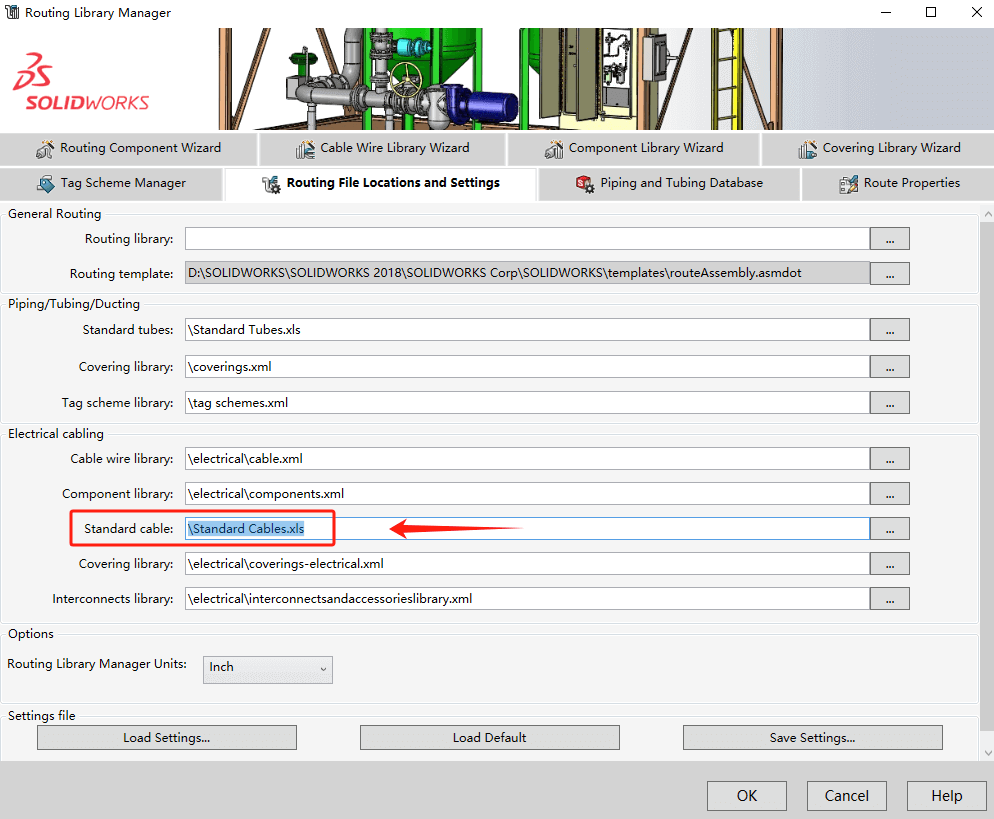 Routing Library Manager
SOLIDWORKS
Routing Component Wizard
Cable Wire Library Wizard
Component Library Wizard
Covering Library Wizard
Tag Scheme Manager
Routing File Locations and Settings
Piping and Tubing Database
Route Properties
General Routing
Routing library:
...
Routing template: D:\SOLIDWORKS\SOLIDWORKS 2018\SOLIDWORKS Corp\SOLIDWORKS\templates\routeAssembly.asmdot ...
Piping/Tubing/Ducting
Standard tubes: \Standard Tubes.xls ...
Covering library: \coverings.xml ...
Tag scheme library: \tag schemes.xml ...
Electrical cabling
Cable wire library: \electrical\cable.xml ...
Component library: \electrical\components.xml ...
Standard cable: \Standard Cables.xls ...
Covering library: \electrical\coverings-electrical.xml ...
Interconnects library: \electrical\interconnectsandaccessorieslibrary.xml ...
Options
Routing Library Manager Units: Inch
Settings file
Load Settings... Load Default Save Settings...
OK Cancel Help